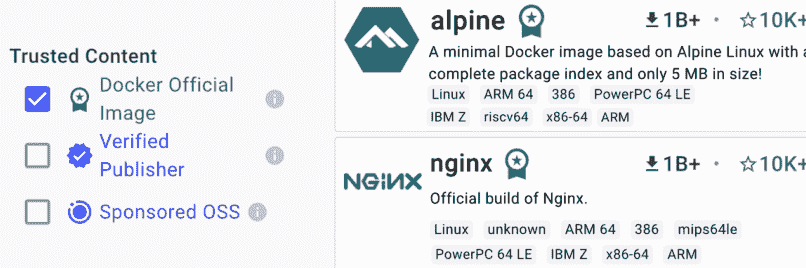 Trusted Content
Docker Official
Image
Verified
Publisher
Sponsored OSS
alpine
1B+ • 10K+
A minimal Docker image based on Alpine Linux with a
complete package index and only 5 MB in size!
Linux ARM 64 386 PowerPC 64 LE
IBM Z riscv64 x86-64 ARM
NGINX
nginx
1B+ • 10K+
Official build of Nginx.
Linux unknown ARM 64 386 mips64le
PowerPC 64 LE IBM Z x86-64 ARM